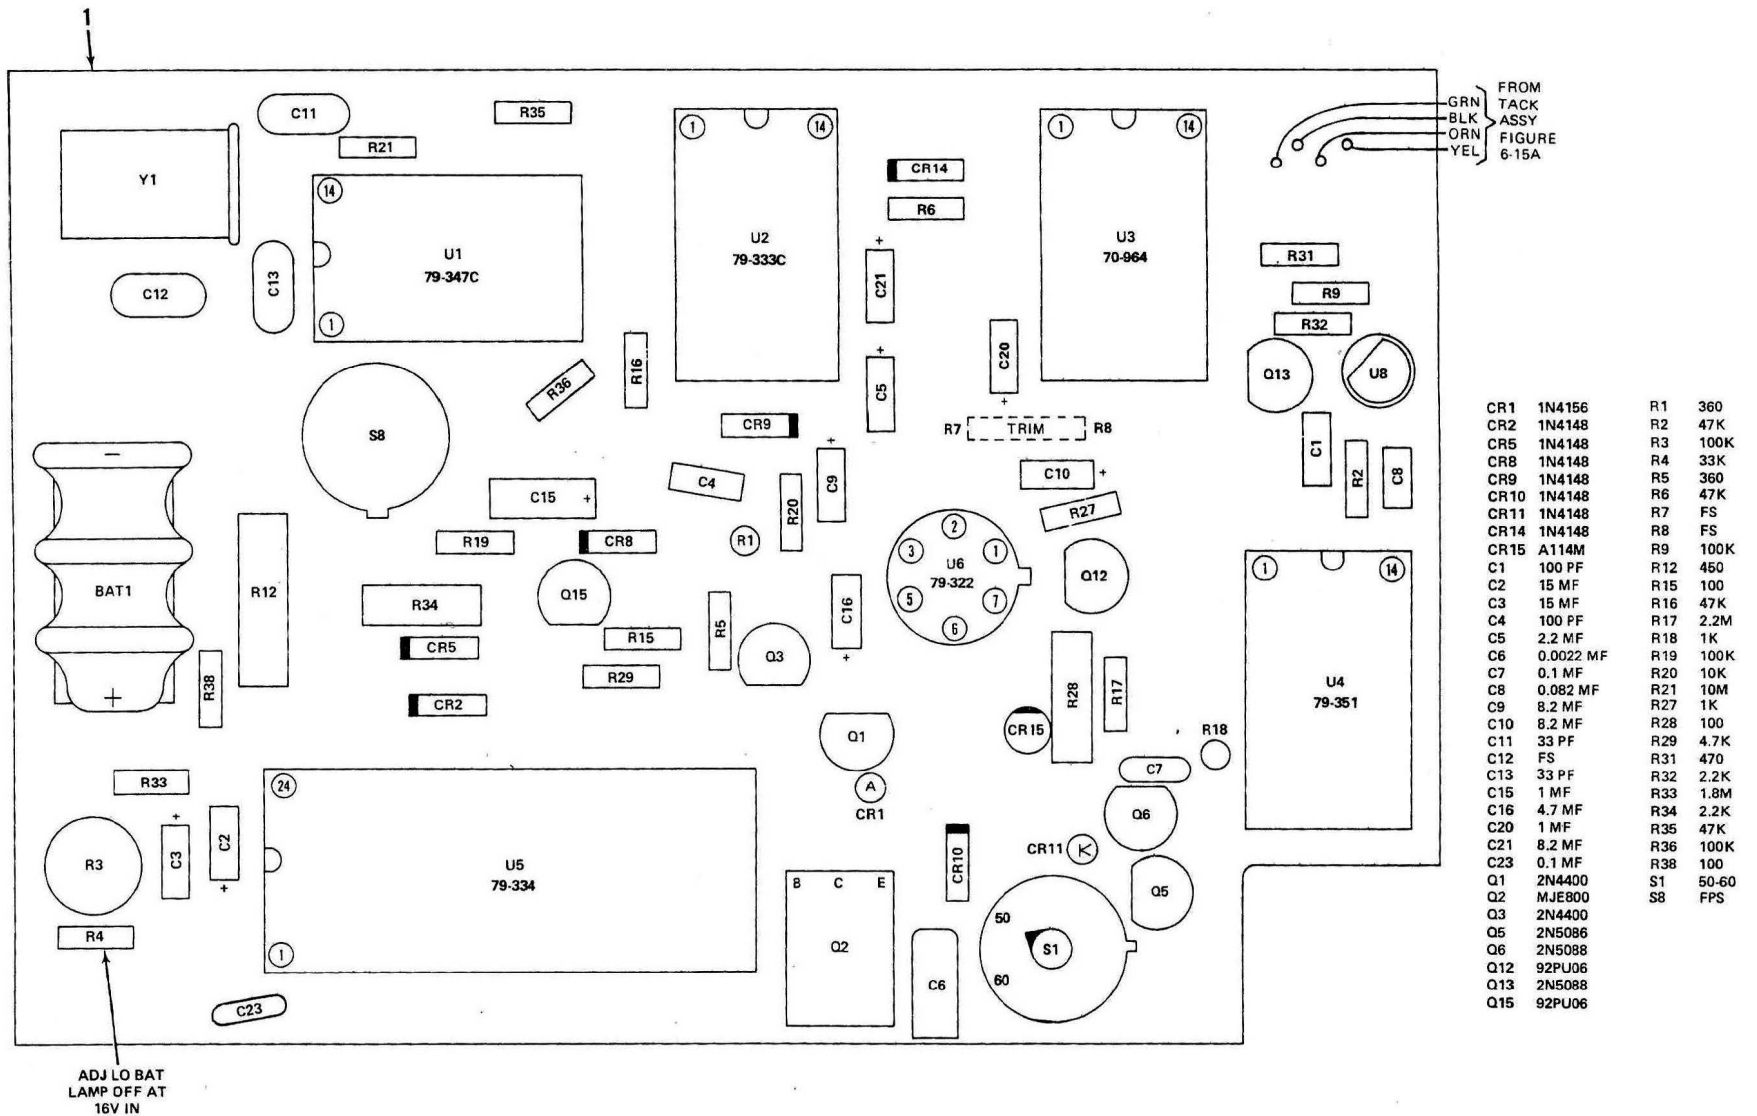 1
C11
R35
R21
Y1
14
U1
79-347C
1
C12
C13
1
14
U2
79-333C
CR14
R6
+
C21
+
C5
1
14
U3
70-964
C20
+
GRN
BLK
ORN
YEL
FROM
TACK
ASSY
FIGURE
6-15A
R31
R9
R32
Q13
U8
R36
R16
S8
CR9
R7
TRIM
R8
C1
R2
C8
−
BAT1
+
C15 +
C4
R20
+
C9
C10 +
R27
R19
CR8
R1
R12
R34
Q15
CR5
R15
R29
R5
Q3
C16
+
2
3
1
U6
79-322
5
7
6
Q12
1
14
U4
79-351
R38
CR2
Q1
A
CR1
CR15
R28
R17
R18
C7
Q6
R33
R3
+
C3
C2
+
R4
24
U5
79-334
1
C23
B C E
Q2
CR10
CR11
K
Q5
50
S1
60
C6
ADJ LO BAT
LAMP OFF AT
16V IN
CR1 1N4156
CR2 1N4148
CR5 1N4148
CR8 1N4148
CR9 1N4148
CR10 1N4148
CR11 1N4148
CR14 1N4148
CR15 A114M
C1 100 PF
C2 15 MF
C3 15 MF
C4 100 PF
C5 2.2 MF
C6 0.0022 MF
C7 0.1 MF
C8 0.082 MF
C9 8.2 MF
C10 8.2 MF
C11 33 PF
C12 FS
C13 33 PF
C15 1 MF
C16 4.7 MF
C20 1 MF
C21 8.2 MF
C23 0.1 MF
Q1 2N4400
Q2 MJE800
Q3 2N4400
Q5 2N5086
Q6 2N5088
Q12 92PU06
Q13 2N5088
Q15 92PU06
R1 360
R2 47K
R3 100K
R4 33K
R5 360
R6 47K
R7 FS
R8 FS
R9 100K
R12 450
R15 100
R16 47K
R17 2.2M
R18 1K
R19 100K
R20 10K
R21 10M
R27 1K
R28 100
R29 4.7K
R31 470
R32 2.2K
R33 1.8M
R34 2.2K
R35 47K
R36 100K
R38 100
S1 50-60
S8 FPS